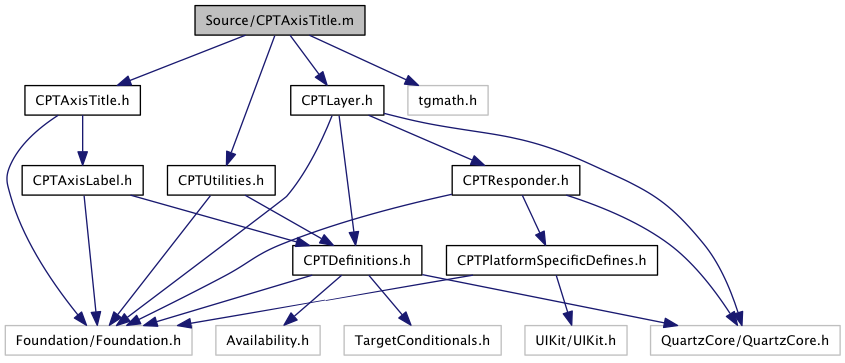 Source/CPTAxisTitle.m
CPTAxisTitle.h
CPTLayer.h
tgmath.h
CPTAxisLabel.h
CPTUtilities.h
CPTResponder.h
CPTDefinitions.h
CPTPlatformSpecificDefines.h
Foundation/Foundation.h
Availability.h
TargetConditionals.h
UIKit/UIKit.h
QuartzCore/QuartzCore.h